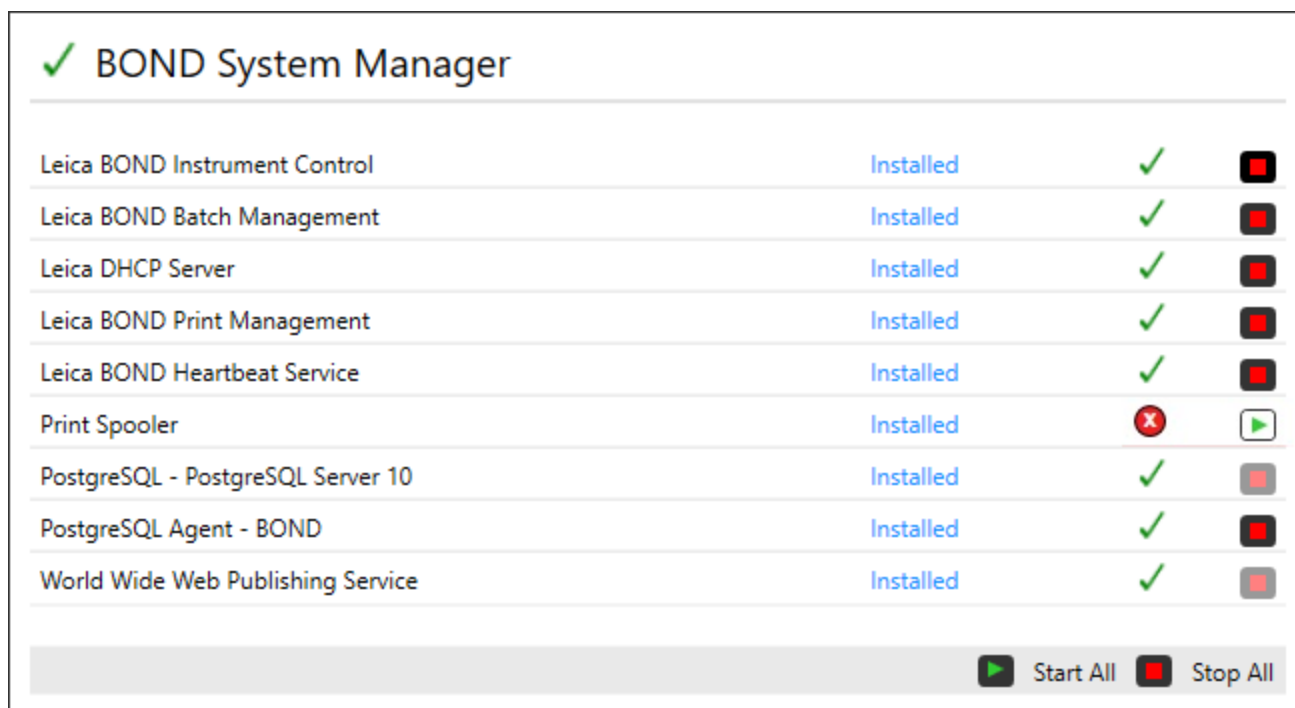 BOND System Manager
Leica BOND Instrument Control Installed
Leica BOND Batch Management Installed
Leica DHCP Server Installed
Leica BOND Print Management Installed
Leica BOND Heartbeat Service Installed
Print Spooler Installed
PostgreSQL - PostgreSQL Server 10 Installed
PostgreSQL Agent - BOND Installed
World Wide Web Publishing Service Installed
Start All Stop All